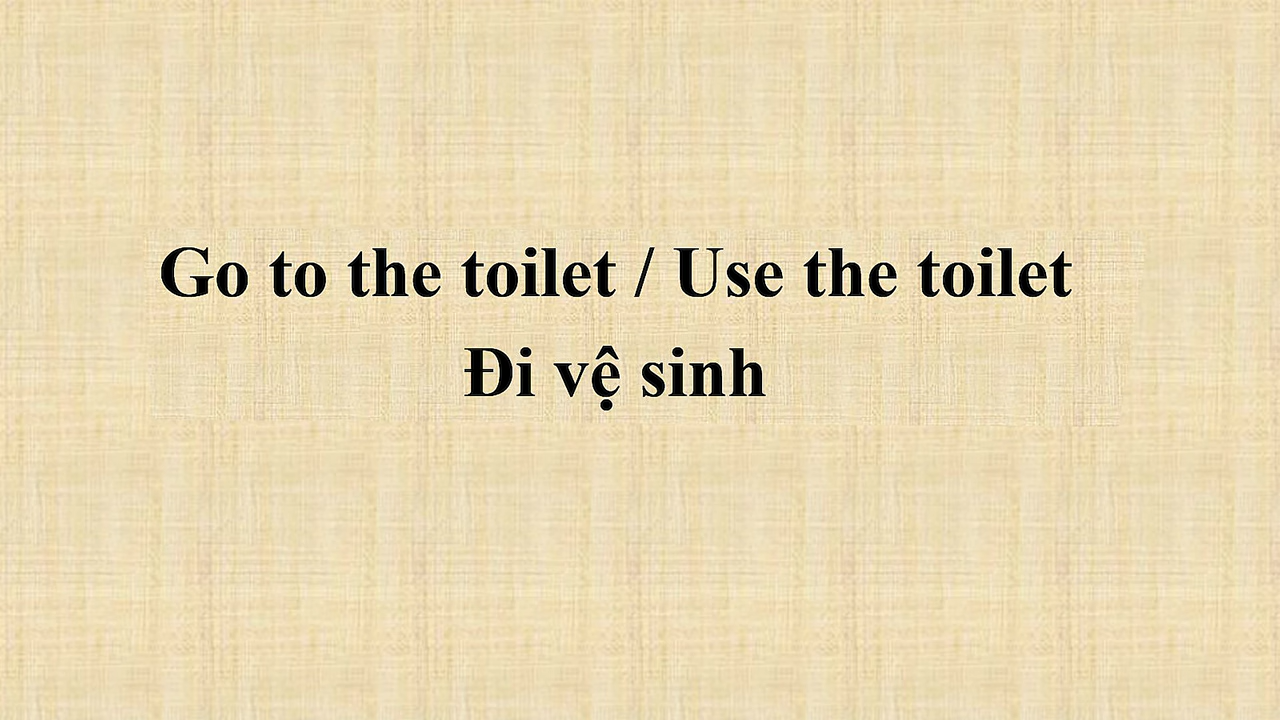 Go to the toilet / Use the toilet
Đi vệ sinh